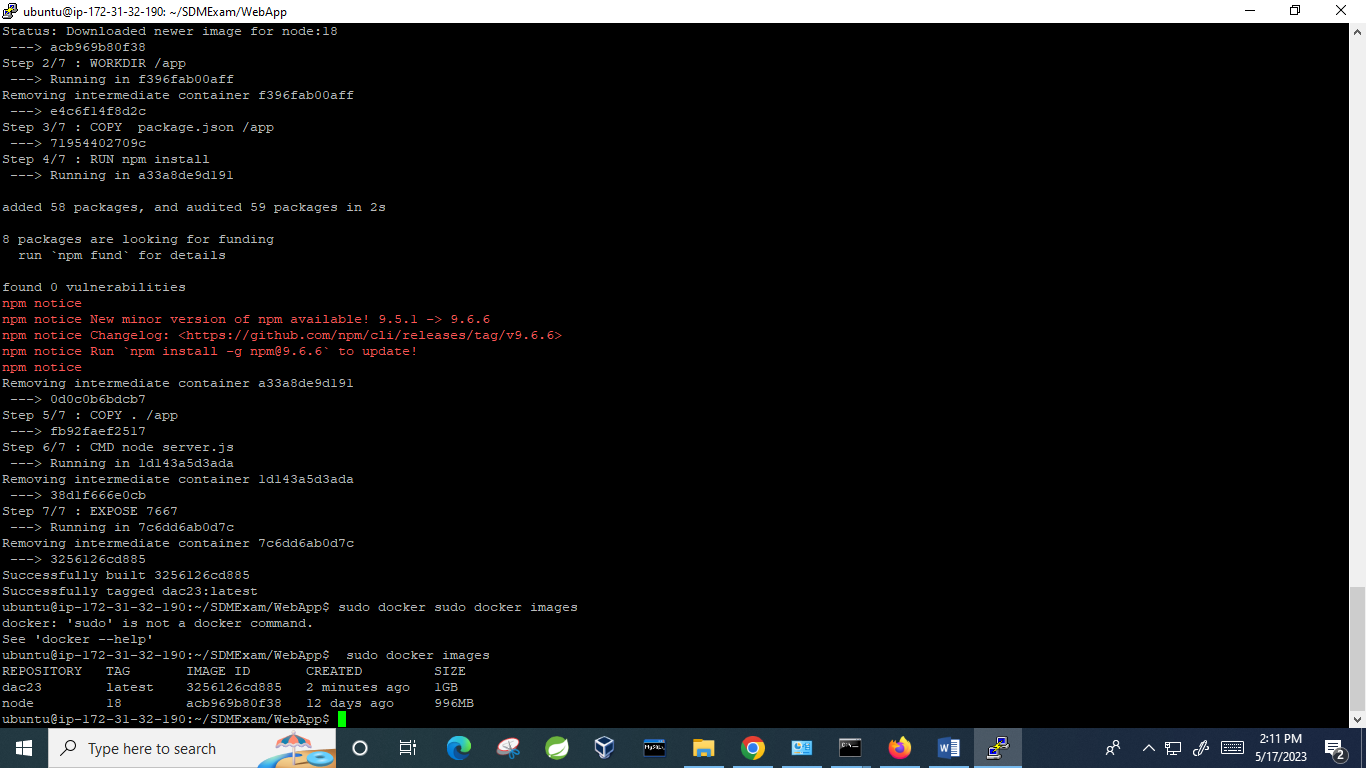 ubuntu@ip-172-31-32-190: ~/SDMExam/WebApp
Status: Downloaded newer image for node:18
 ---> acb969b80f38
Step 2/7 : WORKDIR /app
 ---> Running in f396fab00aff
Removing intermediate container f396fab00aff
 ---> e4c6f14f8d2c
Step 3/7 : COPY  package.json /app
 ---> 71954402709c
Step 4/7 : RUN npm install
 ---> Running in a33a8de9d191
added 58 packages, and audited 59 packages in 2s
8 packages are looking for funding
  run `npm fund` for details
found 0 vulnerabilities
npm notice
npm notice New minor version of npm available! 9.5.1 -> 9.6.6
npm notice Changelog: <https://github.com/npm/cli/releases/tag/v9.6.6>
npm notice Run `npm install -g npm@9.6.6` to update!
npm notice
Removing intermediate container a33a8de9d191
 ---> 0d0c0b6bdcb7
Step 5/7 : COPY . /app
 ---> fb92faef2517
Step 6/7 : CMD node server.js
 ---> Running in 1d143a5d3ada
Removing intermediate container 1d143a5d3ada
 ---> 38d1f666e0cb
Step 7/7 : EXPOSE 7667
 ---> Running in 7c6dd6ab0d7c
Removing intermediate container 7c6dd6ab0d7c
 ---> 3256126cd885
Successfully built 3256126cd885
Successfully tagged dac23:latest
ubuntu@ip-172-31-32-190:~/SDMExam/WebApp$ sudo docker sudo docker images
docker: 'sudo' is not a docker command.
See 'docker --help'
ubuntu@ip-172-31-32-190:~/SDMExam/WebApp$  sudo docker images
REPOSITORY   TAG       IMAGE ID       CREATED         SIZE
dac23        latest    3256126cd885   2 minutes ago   1GB
node         18        acb969b80f38   12 days ago     996MB
ubuntu@ip-172-31-32-190:~/SDMExam/WebApp$
Type here to search
MySQL
C:\
W
2:11 PM
5/17/2023
2